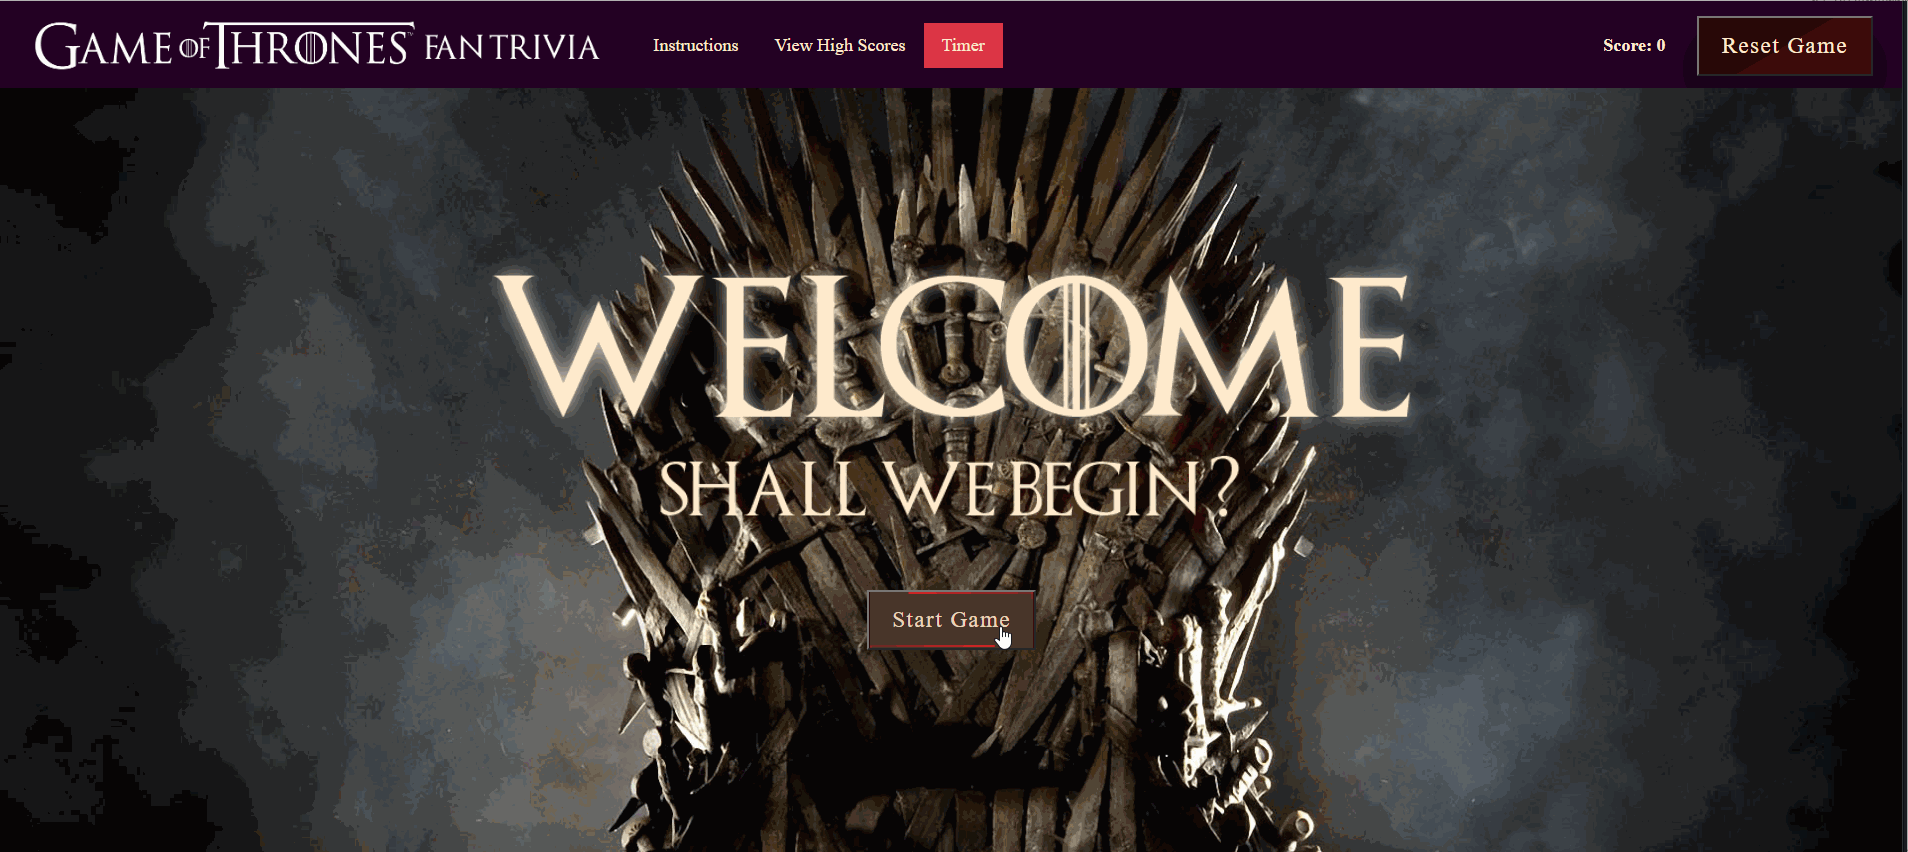 GAME OF THRONES FAN TRIVIA
Instructions
View High Scores
Timer
Score: 0
Reset Game
WELCOME
SHALL WE BEGIN?
Start Game